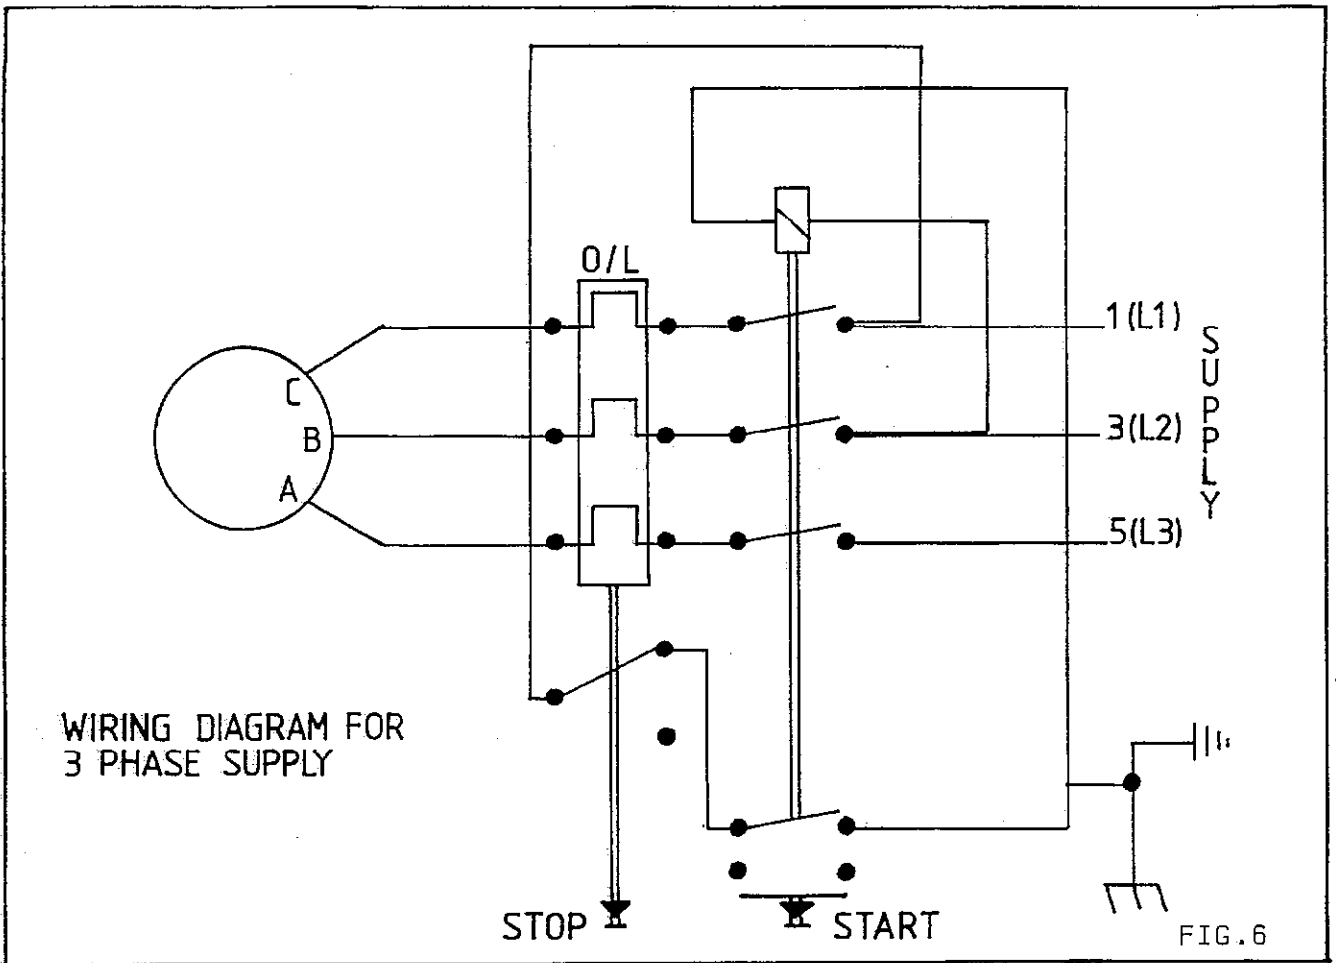 O/L
1(L1)
3(L2)
5(L3)
SUPPLY
C
B
A
WIRING DIAGRAM FOR
3 PHASE SUPPLY
STOP
START
FIG.6